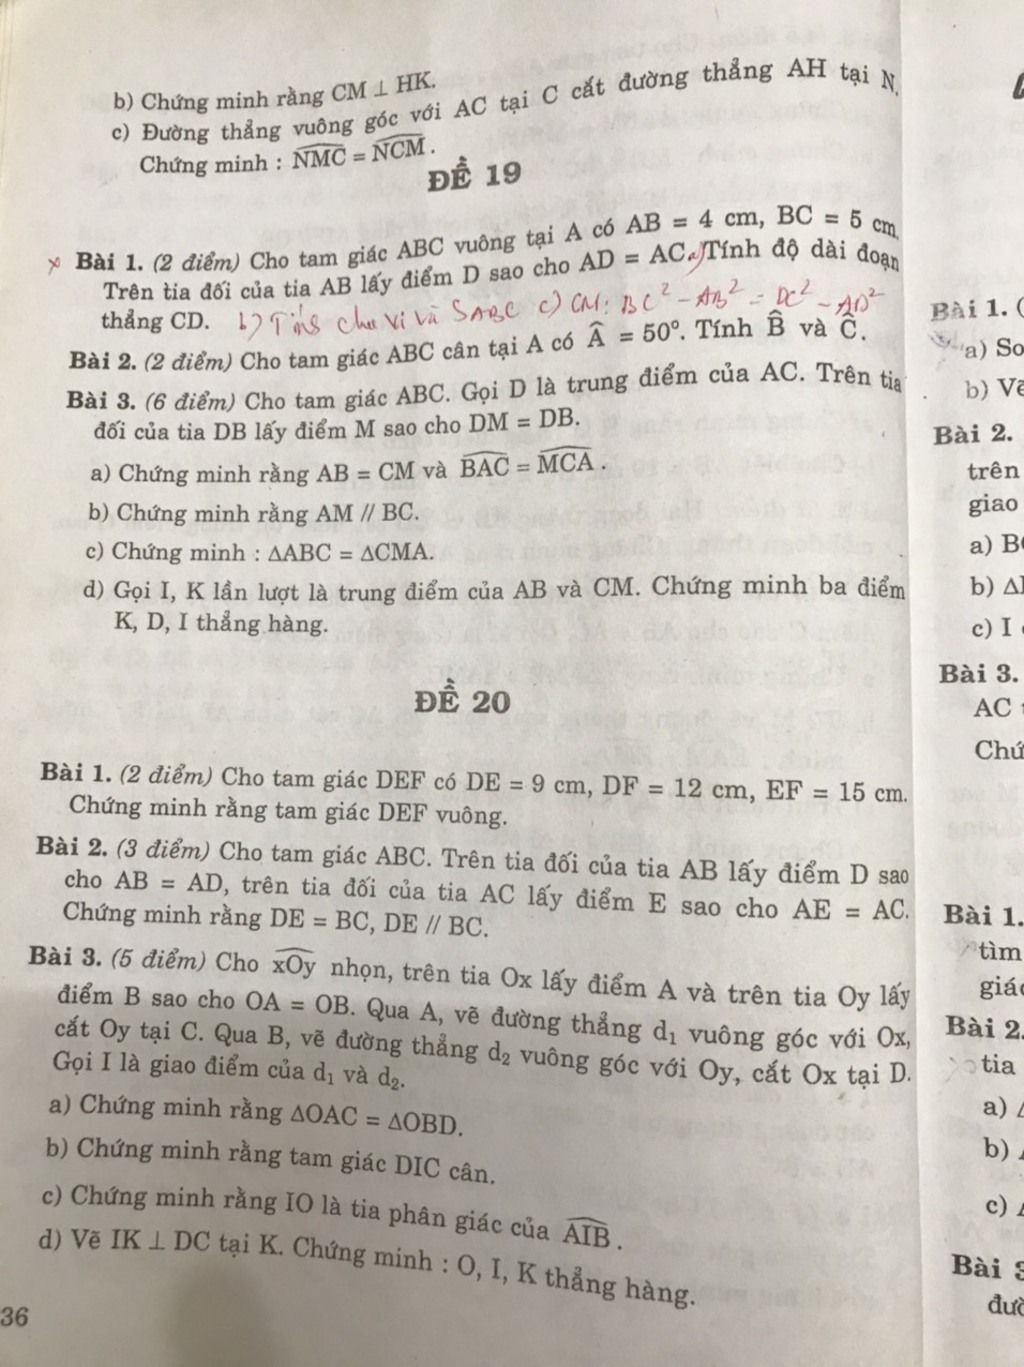 b) Chứng minh rằng CM ⊥ HK.
c) Đường thẳng vuông góc với AC tại C cắt đường thẳng AH tại N.
Chứng minh : NMC = NCM .
ĐỀ 19
x Bài 1. (2 điểm) Cho tam giác ABC vuông tại A có AB = 4 cm, BC = 5 cm.
Trên tia đối của tia AB lấy điểm D sao cho AD = AC. a) Tính độ dài đoạn
thẳng CD. b) Tính chu vi và SABC c) CM: BC² - AB² = DC² - AD²
Bài 2. (2 điểm) Cho tam giác ABC cân tại A có Â = 50°. Tính B̂ và Ĉ.
Bài 3. (6 điểm) Cho tam giác ABC. Gọi D là trung điểm của AC. Trên tia
đối của tia DB lấy điểm M sao cho DM = DB.
a) Chứng minh rằng AB = CM và BAC = MCA .
b) Chứng minh rằng AM // BC.
c) Chứng minh : ΔABC = ΔCMA.
d) Gọi I, K lần lượt là trung điểm của AB và CM. Chứng minh ba điểm
K, D, I thẳng hàng.
ĐỀ 20
Bài 1. (2 điểm) Cho tam giác DEF có DE = 9 cm, DF = 12 cm, EF = 15 cm.
Chứng minh rằng tam giác DEF vuông.
Bài 2. (3 điểm) Cho tam giác ABC. Trên tia đối của tia AB lấy điểm D sao
cho AB = AD, trên tia đối của tia AC lấy điểm E sao cho AE = AC.
Chứng minh rằng DE = BC, DE // BC.
Bài 3. (5 điểm) Cho xOy nhọn, trên tia Ox lấy điểm A và trên tia Oy lấy
điểm B sao cho OA = OB. Qua A, vẽ đường thẳng d₁ vuông góc với Ox,
cắt Oy tại C. Qua B, vẽ đường thẳng d₂ vuông góc với Oy, cắt Ox tại D.
Gọi I là giao điểm của d₁ và d₂.
a) Chứng minh rằng ΔOAC = ΔOBD.
b) Chứng minh rằng tam giác DIC cân.
c) Chứng minh rằng IO là tia phân giác của AIB .
d) Vẽ IK ⊥ DC tại K. Chứng minh : O, I, K thẳng hàng.
36
Bài 1. (
a) So
b) Vẽ
Bài 2.
trên
giao
a)
b)
c) I
Bài 3.
AC
Chứ
Bài 1.
tìm
giác
Bài 2.
tia
a)
b)
c)
Bài 3
đườ